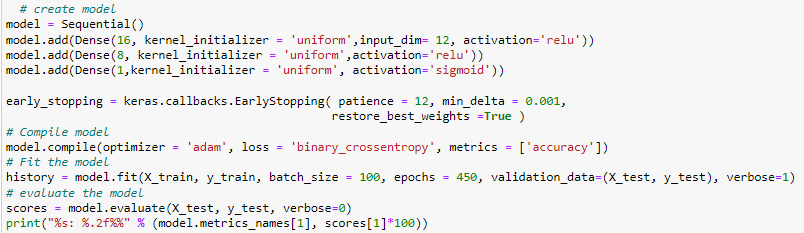 # create model
model = Sequential()
model.add(Dense(16, kernel_initializer = 'uniform',input_dim= 12, activation='relu'))
model.add(Dense(8, kernel_initializer = 'uniform',activation='relu'))
model.add(Dense(1,kernel_initializer = 'uniform', activation='sigmoid'))

early_stopping = keras.callbacks.EarlyStopping( patience = 12, min_delta = 0.001,
                                               restore_best_weights =True )
# Compile model
model.compile(optimizer = 'adam', loss = 'binary_crossentropy', metrics = ['accuracy'])
# Fit the model
history = model.fit(X_train, y_train, batch_size = 100, epochs = 450, validation_data=(X_test, y_test), verbose=1)
# evaluate the model
scores = model.evaluate(X_test, y_test, verbose=0)
print("%s: %.2f%%" % (model.metrics_names[1], scores[1]*100))